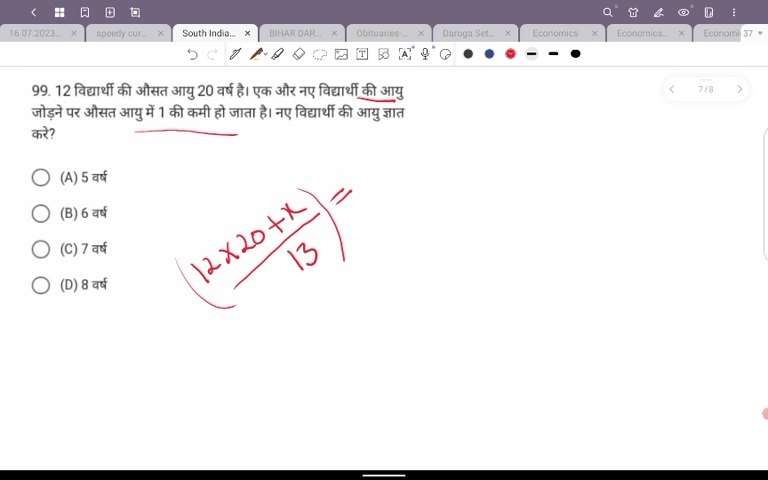 16.07.2023...
speedy cur...
South India...
BIHAR DAR...
Obituaries-...
Daroga Set...
Economics
Economics...
Economi
37
99. 12 विद्यार्थी की औसत आयु 20 वर्ष है। एक और नए विद्यार्थी की आयु
जोड़ने पर औसत आयु में 1 की कमी हो जाता है। नए विद्यार्थी की आयु ज्ञात
करे?
7/8
(A) 5 वर्ष
(B) 6 वर्ष
(C) 7 वर्ष
(D) 8 वर्ष
(12×20+x / 13) =